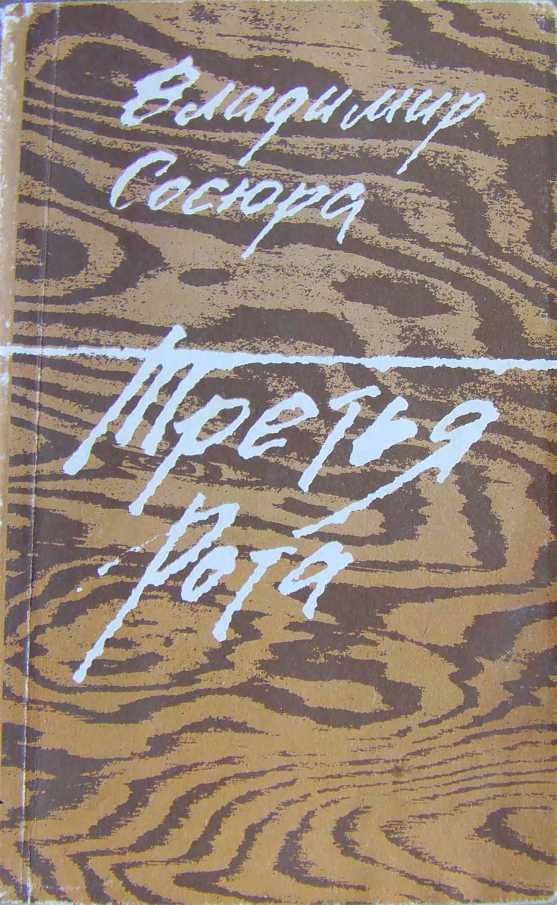 Владимир
Сосюра
Третья
Рота